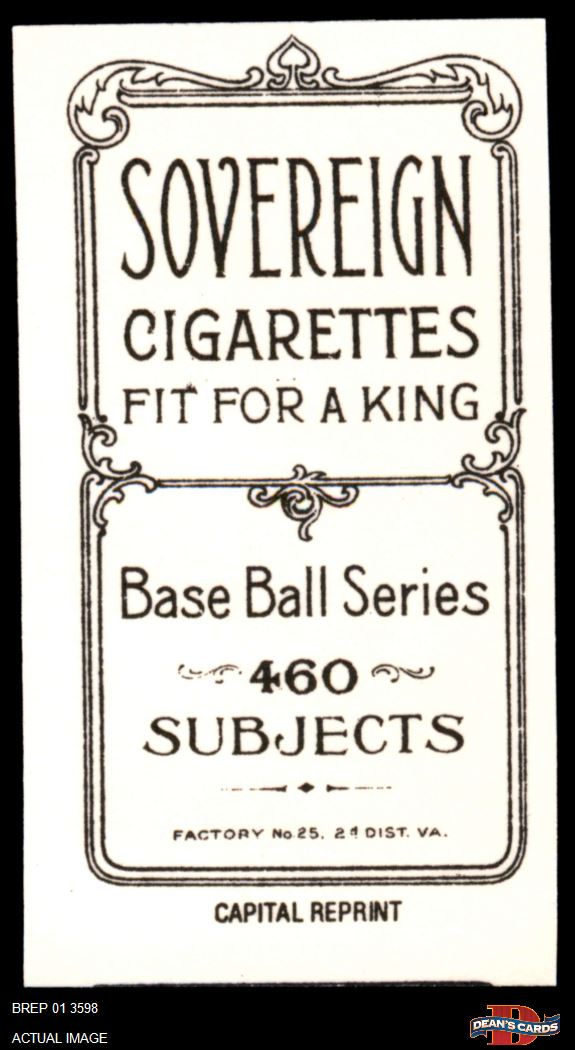 SOVEREIGN
CIGARETTES
FIT FOR A KING
Base Ball Series
460
SUBJECTS
FACTORY No 25. 2d DIST. VA.
CAPITAL REPRINT
BREP 01 3598
ACTUAL IMAGE
DEAN'S CARDS